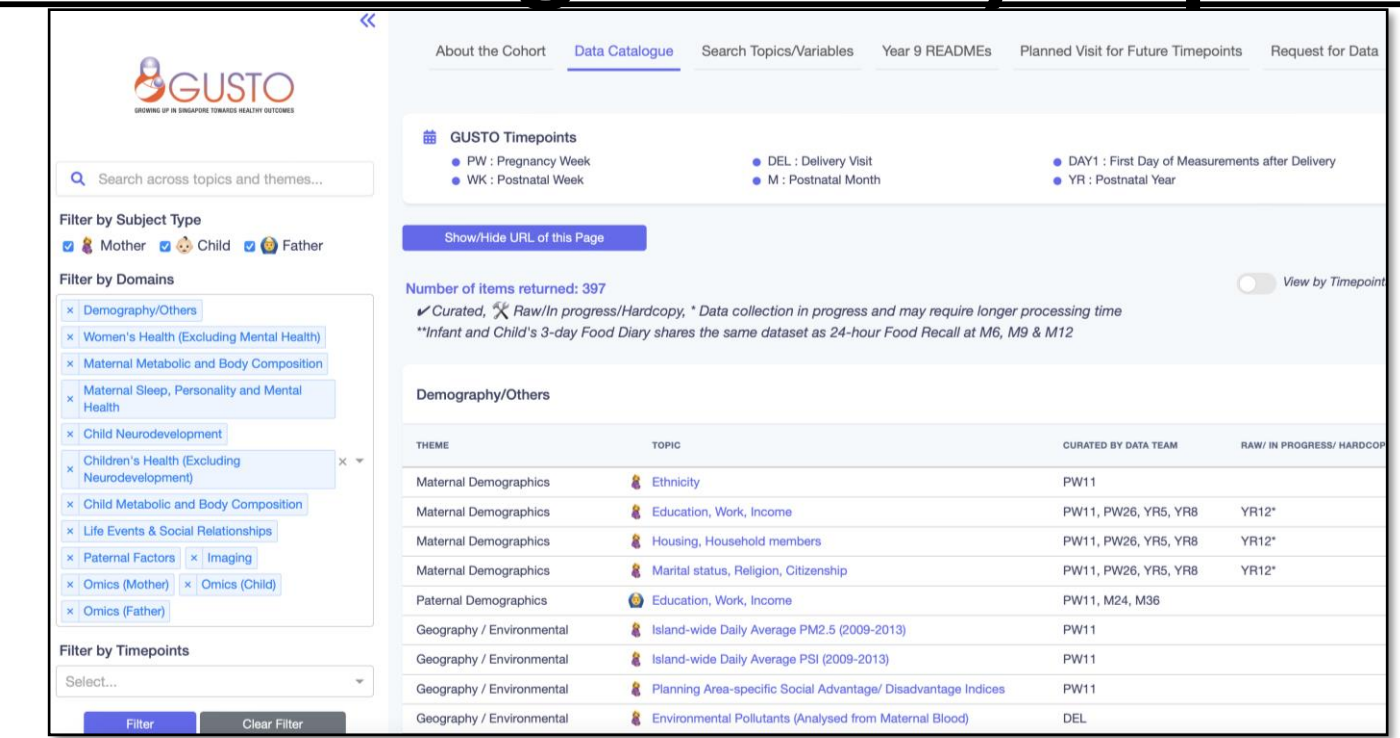 «
GUSTO
GROWING UP IN SINGAPORE TOWARDS HEALTHY OUTCOMES
Search across topics and themes...
Filter by Subject Type
Mother Child Father
Filter by Domains
× Demography/Others
× Women's Health (Excluding Mental Health)
× Maternal Metabolic and Body Composition
× Maternal Sleep, Personality and Mental
Health
× Child Neurodevelopment
× Children's Health (Excluding
Neurodevelopment) ×
× Child Metabolic and Body Composition
× Life Events & Social Relationships
× Paternal Factors × Imaging
× Omics (Mother) × Omics (Child)
× Omics (Father)
Filter by Timepoints
Select...
Filter Clear Filter
About the Cohort Data Catalogue Search Topics/Variables Year 9 READMEs Planned Visit for Future Timepoints Request for Data
GUSTO Timepoints
● PW : Pregnancy Week ● DEL : Delivery Visit ● DAY1 : First Day of Measurements after Delivery
● WK : Postnatal Week ● M : Postnatal Month ● YR : Postnatal Year
Show/Hide URL of this Page
Number of items returned: 397 View by Timepoint
✔Curated, 🛠 Raw/In progress/Hardcopy, * Data collection in progress and may require longer processing time
**Infant and Child's 3-day Food Diary shares the same dataset as 24-hour Food Recall at M6, M9 & M12
Demography/Others
THEME TOPIC CURATED BY DATA TEAM RAW/ IN PROGRESS/ HARDCOP
Maternal Demographics Ethnicity PW11
Maternal Demographics Education, Work, Income PW11, PW26, YR5, YR8 YR12*
Maternal Demographics Housing, Household members PW11, PW26, YR5, YR8 YR12*
Maternal Demographics Marital status, Religion, Citizenship PW11, PW26, YR5, YR8 YR12*
Paternal Demographics Education, Work, Income PW11, M24, M36
Geography / Environmental Island-wide Daily Average PM2.5 (2009-2013) PW11
Geography / Environmental Island-wide Daily Average PSI (2009-2013) PW11
Geography / Environmental Planning Area-specific Social Advantage/ Disadvantage Indices PW11
Geography / Environmental Environmental Pollutants (Analysed from Maternal Blood) DEL